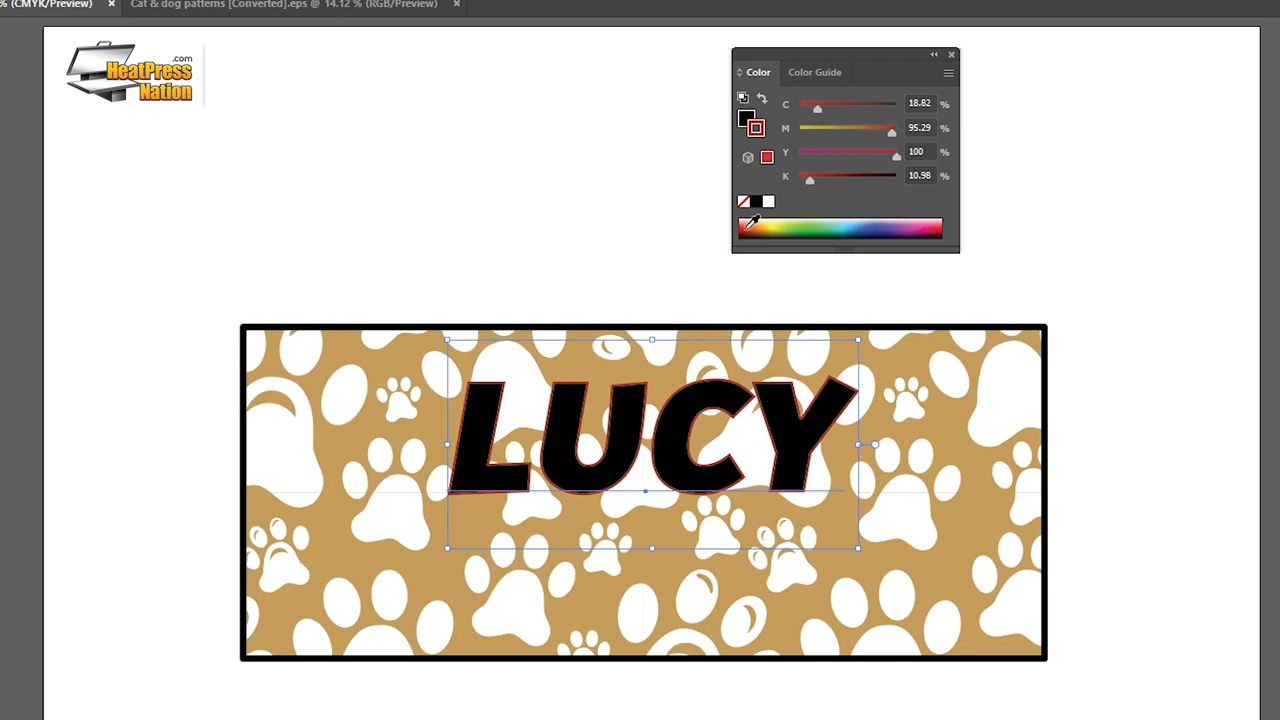 % (CMYK/Preview) × Cat & dog patterns [Converted].eps @ 14.12 % (RGB/Preview) ×
.com
HeatPress
Nation
Color Color Guide
C 18.82 %
M 95.29 %
Y 100 %
K 10.98 %
LUCY